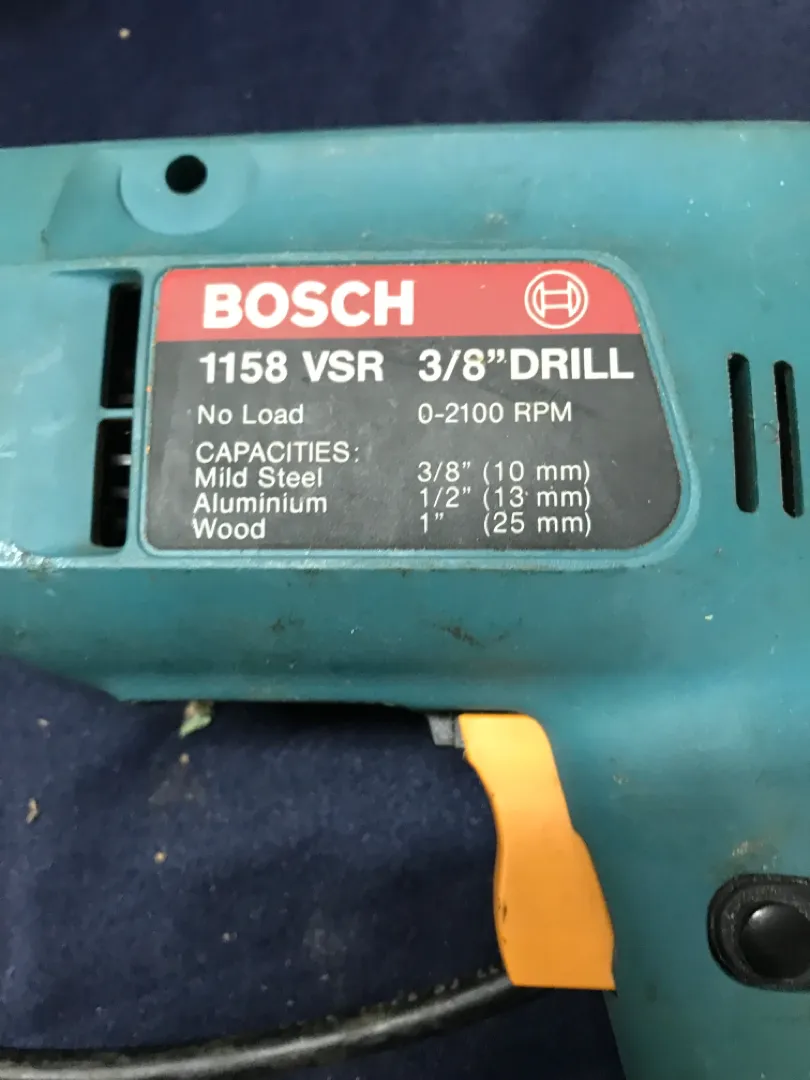 BOSCH
1158 VSR 3/8” DRILL
No Load 0-2100 RPM
CAPACITIES:
Mild Steel 3/8” (10 mm)
Aluminium 1/2” (13 mm)
Wood 1” (25 mm)